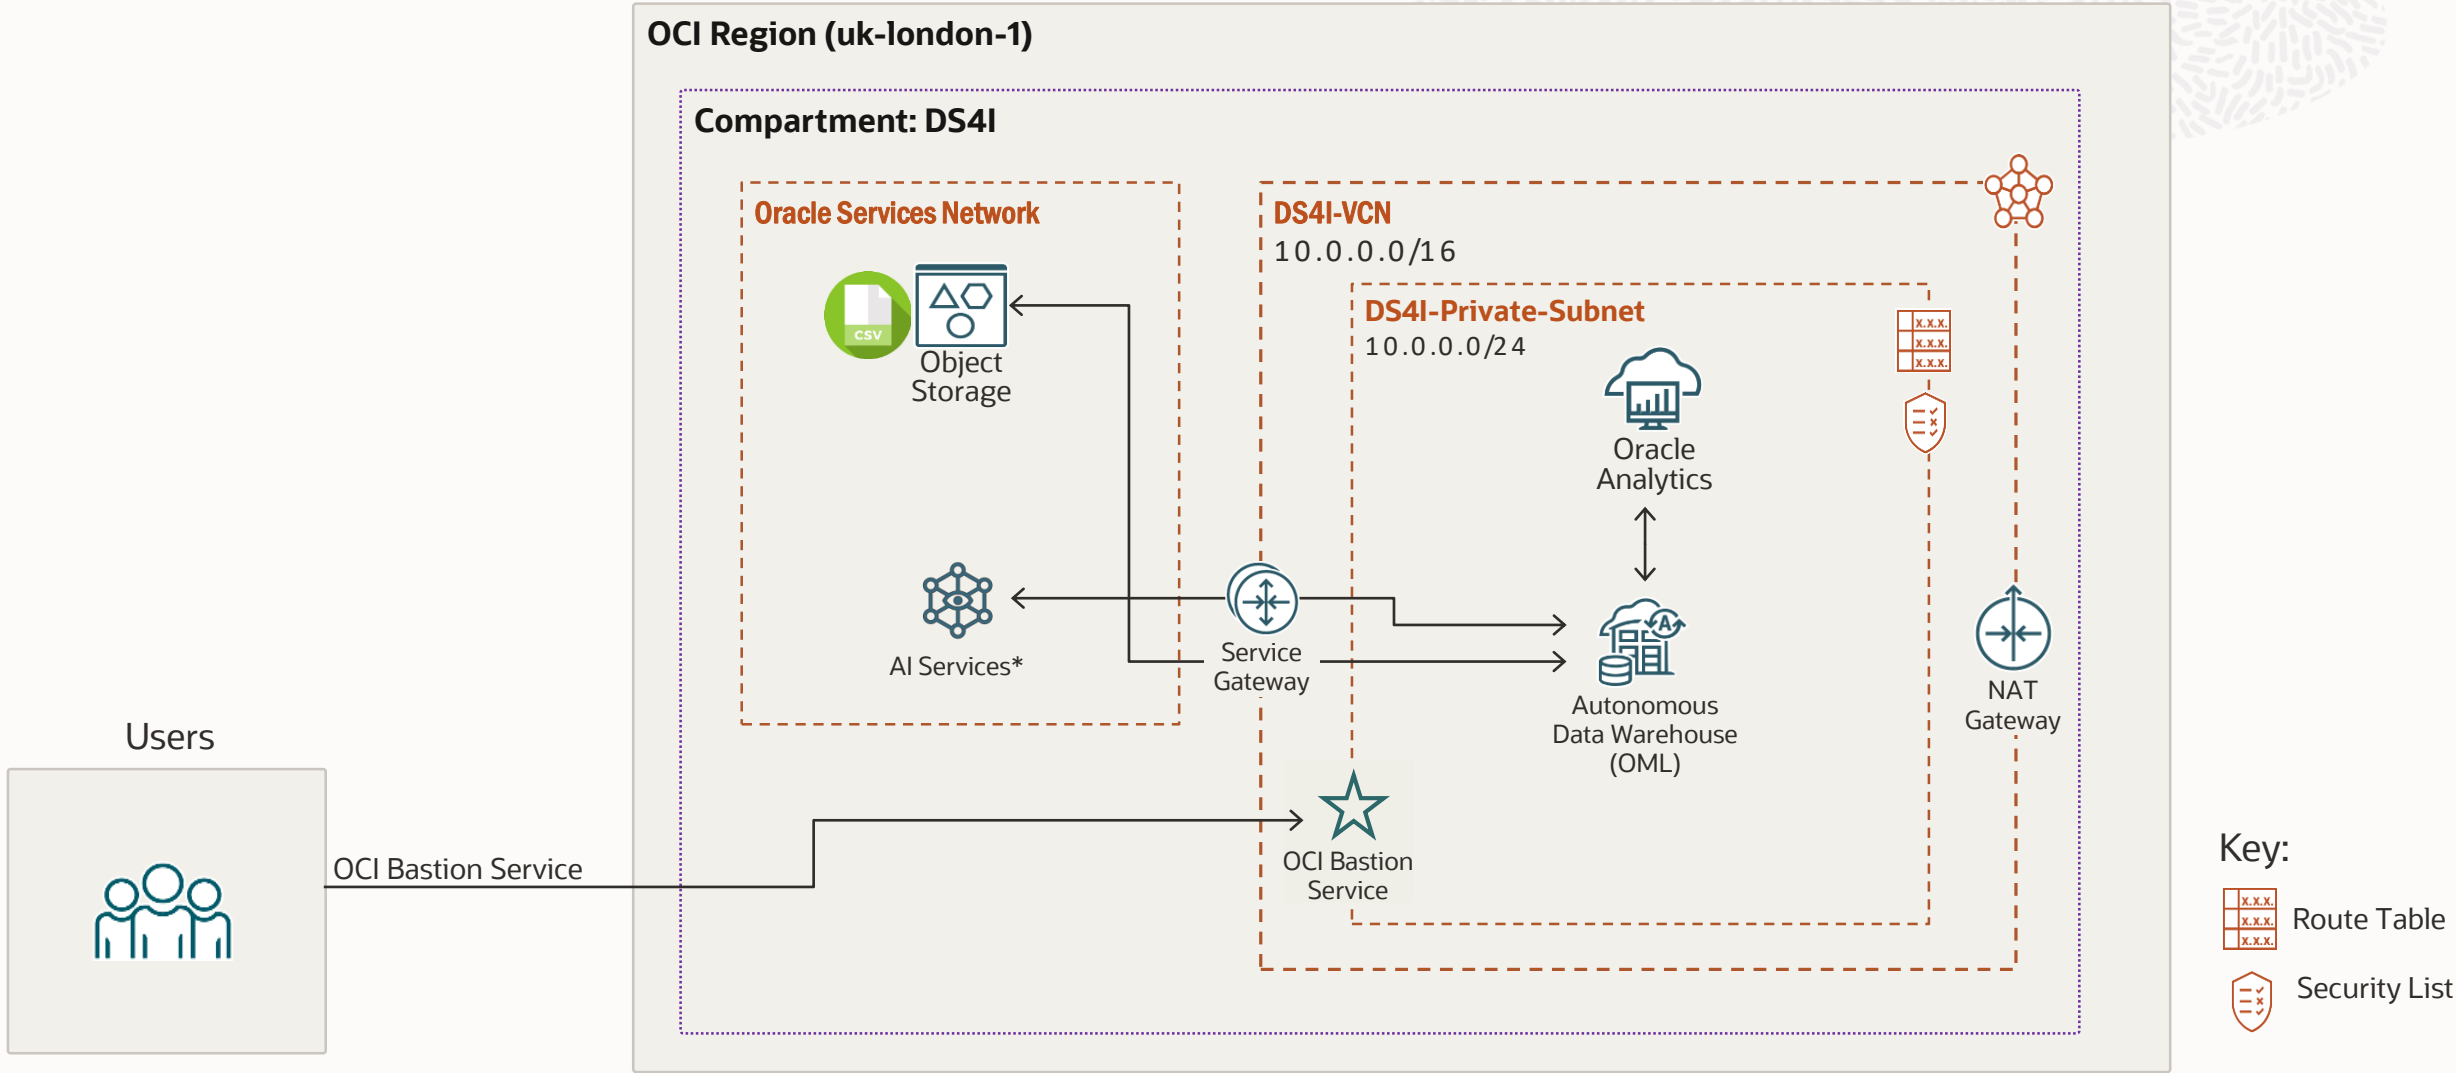 OCI Region (uk-london-1)
Compartment: DS4I
Oracle Services Network
CSV
Object
Storage
AI Services*
DS4I-VCN
10.0.0.0/16
DS4I-Private-Subnet
10.0.0.0/24
x.x.x.
x.x.x.
x.x.x.
Oracle
Analytics
Service
Gateway
A
Autonomous
Data Warehouse
(OML)
NAT
Gateway
OCI Bastion
Service
Users
OCI Bastion Service
Key:
x.x.x.
x.x.x.
x.x.x.
Route Table
Security List